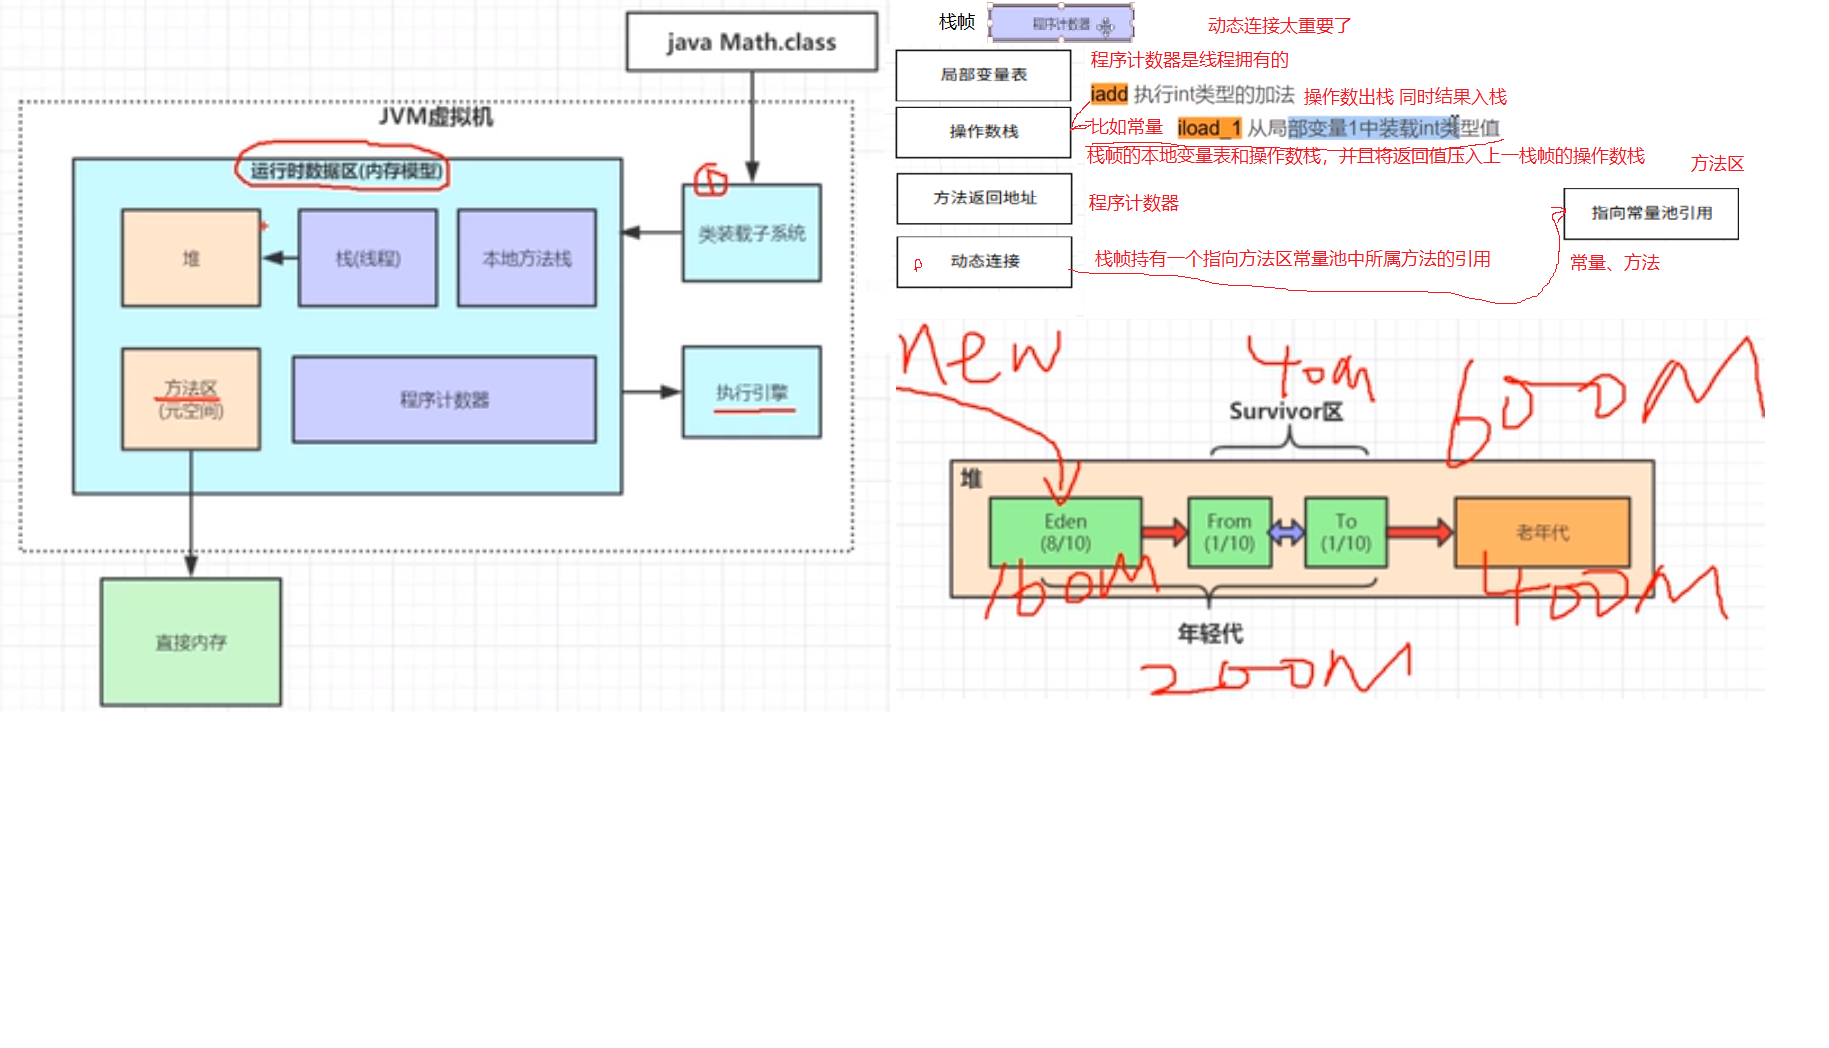 java Math.class
JVM虚拟机
运行时数据区(内存模型)
堆
栈(线程)
本地方法栈
类装载子系统
方法区
(元空间)
程序计数器
执行引擎
直接内存
栈帧
程序计数器
动态连接太重要了
局部变量表
程序计数器是线程拥有的
iadd 执行int类型的加法 操作数出栈 同时结果入栈
操作数栈
比如常量 iload_1 从局部变量1中装载int类型值
栈帧的本地变量表和操作数栈，并且将返回值压入上一栈帧的操作数栈
方法区
方法返回地址
程序计数器
指向常量池引用
动态连接
栈帧持有一个指向方法区常量池中所属方法的引用
常量、方法
new
40m
600M
Survivor区
堆
Eden
(8/10)
From
(1/10)
To
(1/10)
老年代
160M
400M
年轻代
200M